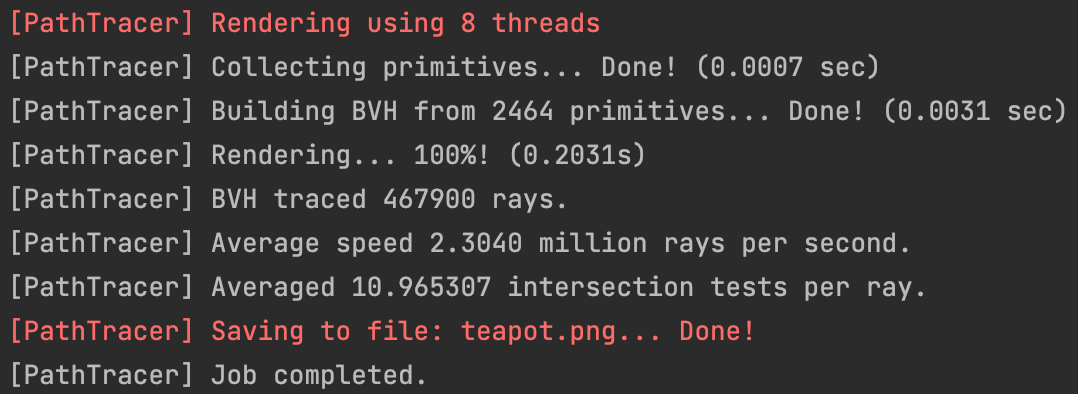 [PathTracer] Rendering using 8 threads
[PathTracer] Collecting primitives... Done! (0.0007 sec)
[PathTracer] Building BVH from 2464 primitives... Done! (0.0031 sec)
[PathTracer] Rendering... 100%! (0.2031s)
[PathTracer] BVH traced 467900 rays.
[PathTracer] Average speed 2.3040 million rays per second.
[PathTracer] Averaged 10.965307 intersection tests per ray.
[PathTracer] Saving to file: teapot.png... Done!
[PathTracer] Job completed.